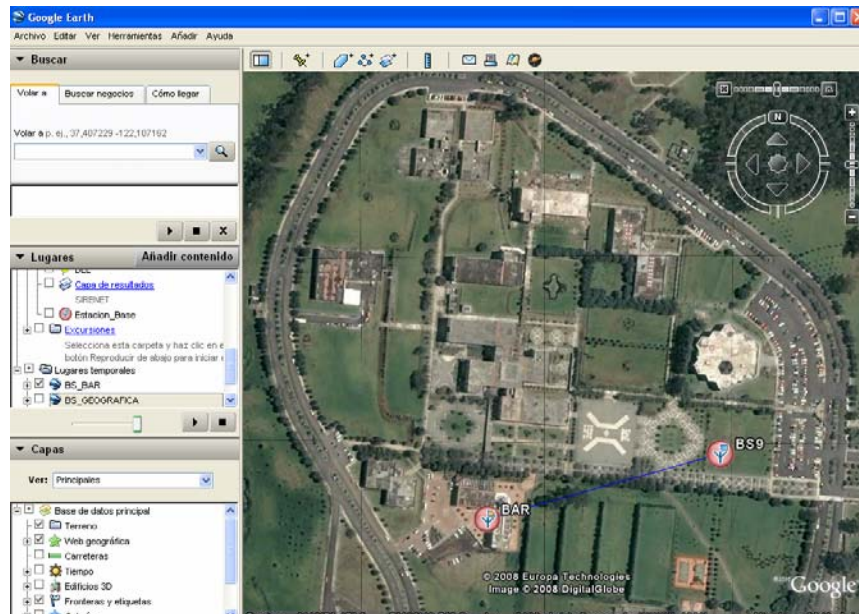 Google Earth
Archivo Editar Ver Herramientas Añadir Ayuda
Buscar
Volar a
Buscar negocios
Cómo llegar
Volar a p. ej., 37,407229 -122,107162
Lugares
Añadir contenido
Capa de resultados
SIRENET
Estacion_Base
Excursiones
Selecciona esta carpeta y haz clic en e
botón Reproducir de abajo para iniciar
Lugares temporales
BS_BAR
BS_GEOGRAFICA
Capas
Ver: Principales
Base de datos principal
Terreno
Web geográfica
Carreteras
Tiempo
Edificios 3D
Fronteras y etiquetas
N
BS9
BAR
© 2008 Europa Technologies
Image © 2008 DigitalGlobe
Google